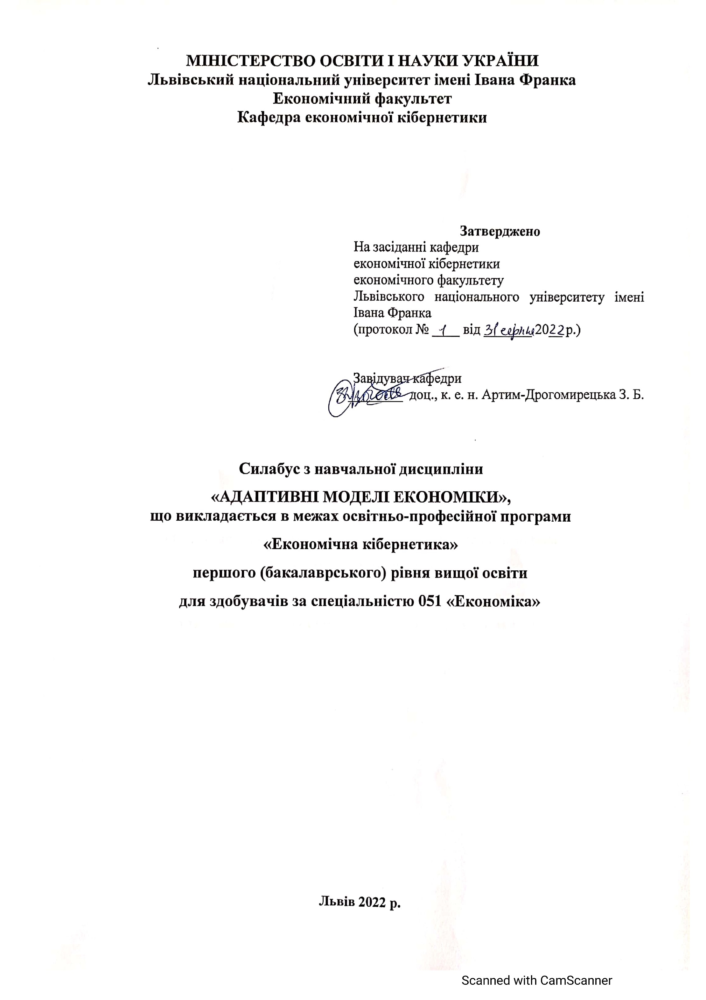 МІНІСТЕРСТВО ОСВІТИ І НАУКИ УКРАЇНИ
Львівський національний університет імені Івана Франка
Економічний факультет
Кафедра економічної кібернетики
Затверджено
На засіданні кафедри
економічної кібернетики
економічного факультету
Львівського національного університету імені
Івана Франка
(протокол № 1 від 31 серпня 2022 р.)
Завідувач кафедри
доц., к. е. н. Артим-Дрогомирецька З. Б.
Силабус з навчальної дисципліни
«АДАПТИВНІ МОДЕЛІ ЕКОНОМІКИ»,
що викладається в межах освітньо-професійної програми
«Економічна кібернетика»
першого (бакалаврського) рівня вищої освіти
для здобувачів за спеціальністю 051 «Економіка»
Львів 2022 р.
Scanned with CamScanner